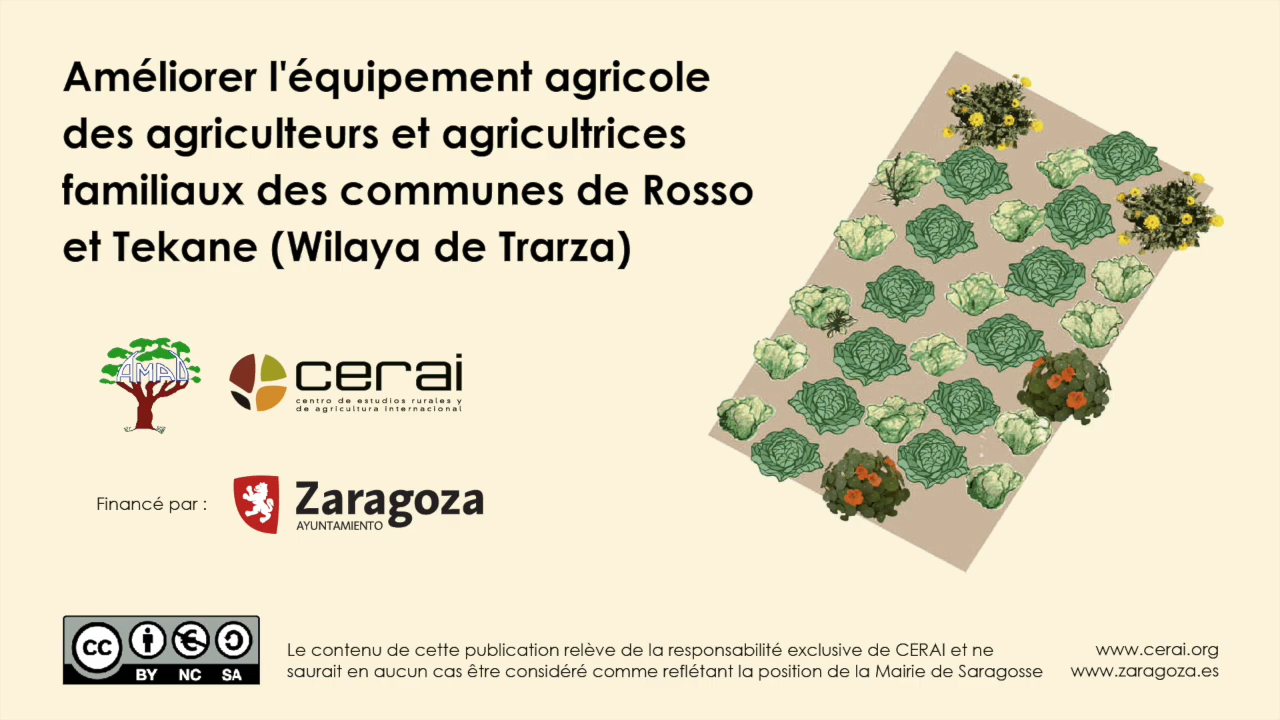 Améliorer l'équipement agricole
des agriculteurs et agricultrices
familiaux des communes de Rosso
et Tekane (Wilaya de Trarza)
AMAD
cerai
centro de estudios rurales y
de agricultura internacional
Financé par :
Zaragoza
AYUNTAMIENTO
CC
BY NC SA
Le contenu de cette publication relève de la responsabilité exclusive de CERAI et ne
saurait en aucun cas être considéré comme reflétant la position de la Mairie de Saragosse
www.cerai.org
www.zaragoza.es